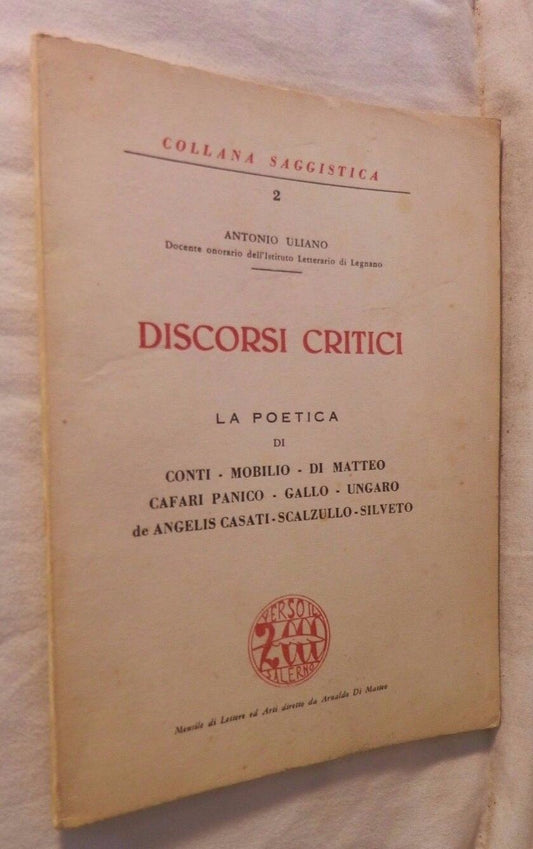 COLLANA SAGGISTICA
2
ANTONIO ULIANO
Docente onorario dell'Istituto Letterario di Legnano
DISCORSI CRITICI
LA POETICA
DI
CONTI - MOBILIO - DI MATTEO
CAFARI PANICO - GALLO - UNGARO
de ANGELIS CASATI - SCALZULLO - SILVETO
VERSO IL
2000
SALERNO
Mensile di Lettere ed Arti diretto da Arnaldo Di Matteo